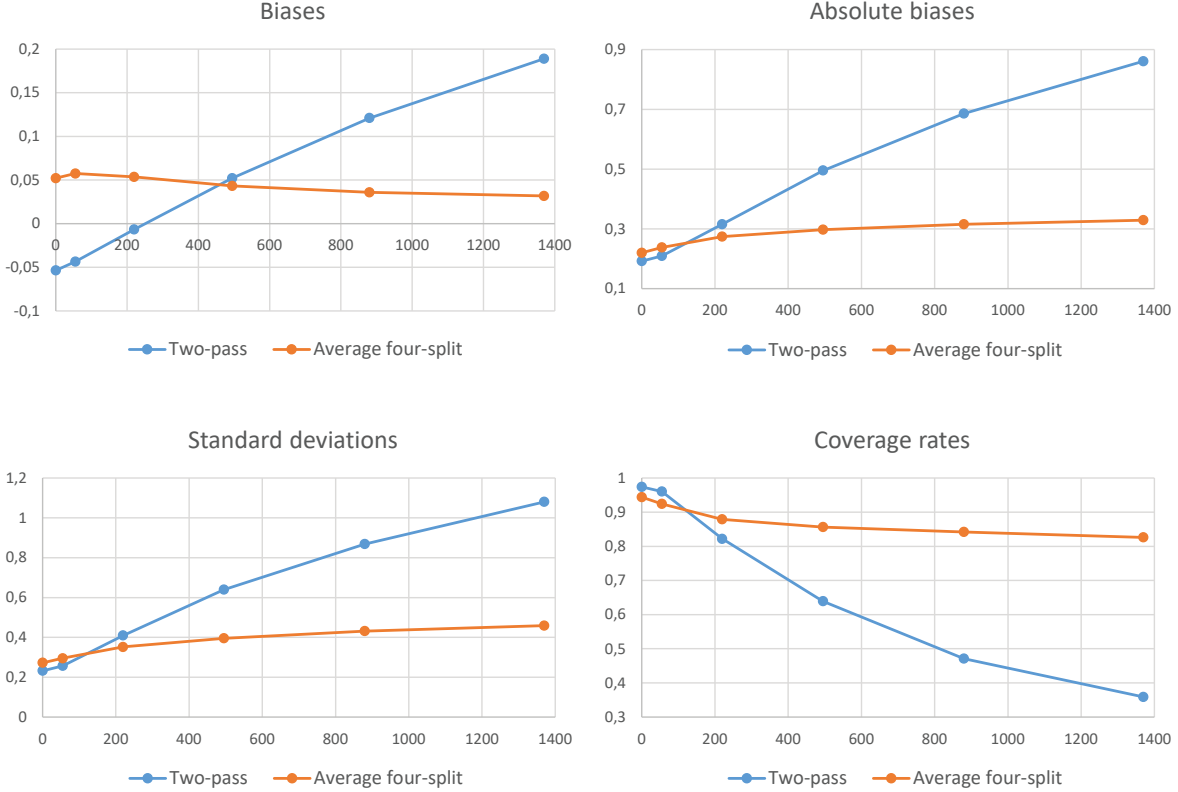 Biases
0,2
0,15
0,1
0,05
0
-0,05
-0,1
0 200 400 600 800 1000 1200 1400
Two-pass Average four-split
Absolute biases
0,9
0,7
0,5
0,3
0,1
0 200 400 600 800 1000 1200 1400
Two-pass Average four-split
Standard deviations
1,2
1
0,8
0,6
0,4
0,2
0
0 200 400 600 800 1000 1200 1400
Two-pass Average four-split
Coverage rates
1
0,9
0,8
0,7
0,6
0,5
0,4
0,3
0 200 400 600 800 1000 1200 1400
Two-pass Average four-split